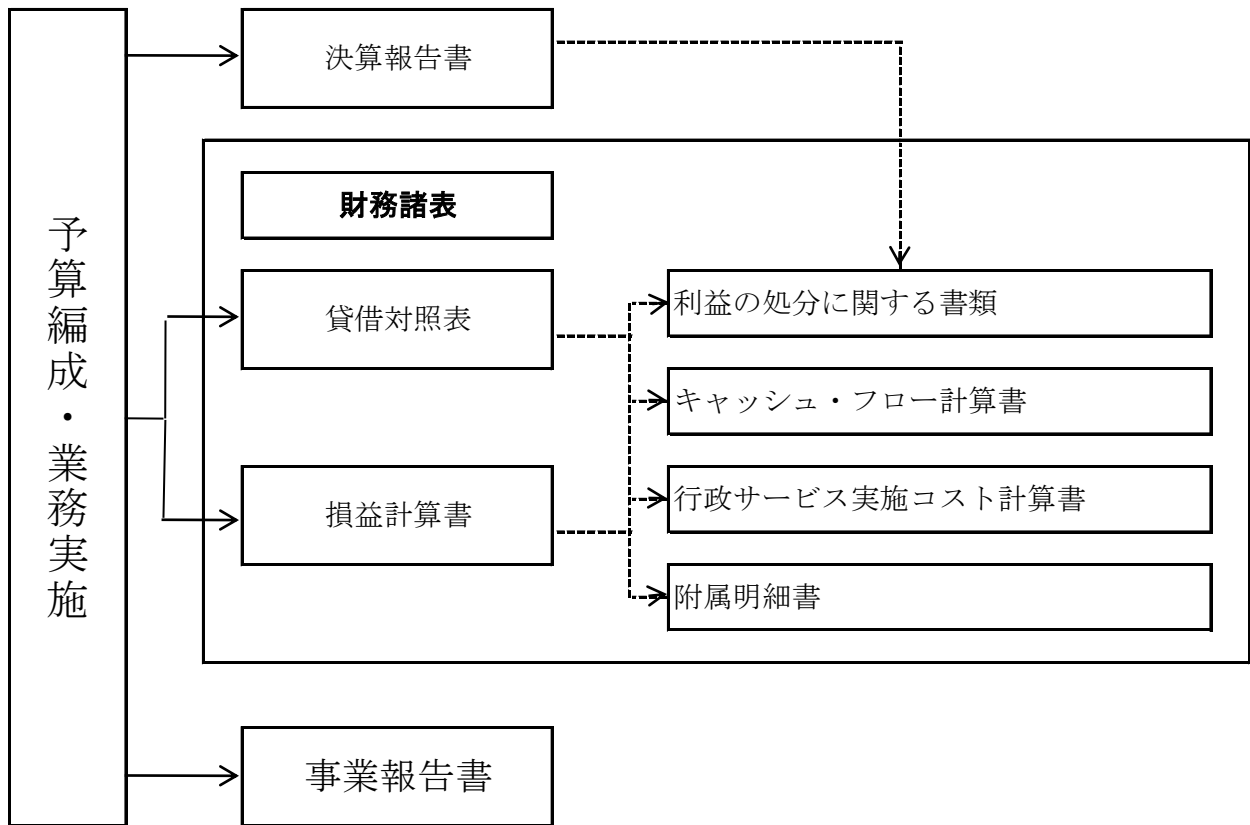 予算編成・業務実施
決算報告書
財務諸表
貸借対照表
損益計算書
利益の処分に関する書類
キャッシュ・フロー計算書
行政サービス実施コスト計算書
附属明細書
事業報告書